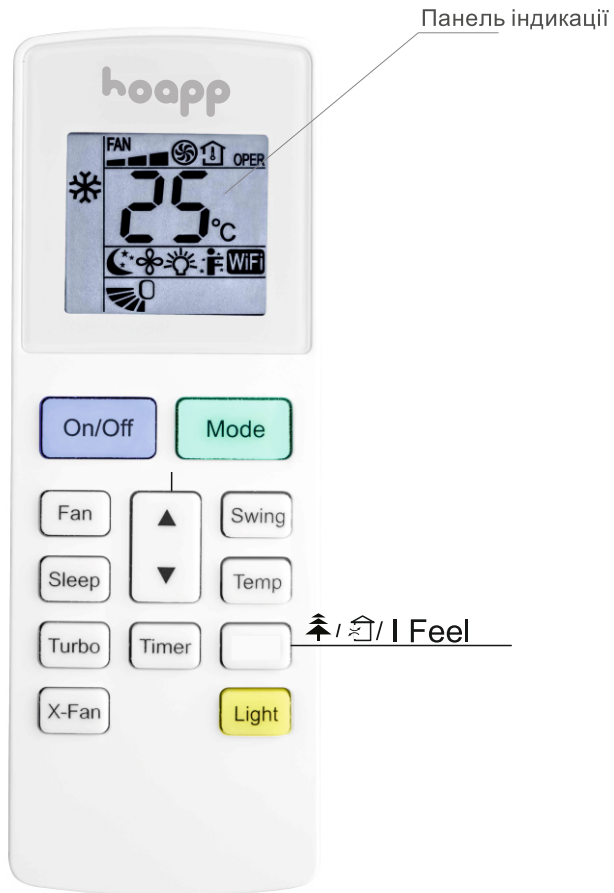 Панель індикації
hoapp
FAN
OPER
25°C
WiFi
On/Off Mode
Fan ▲ Swing
Sleep ▼ Temp
Turbo Timer / / I Feel
X-Fan Light